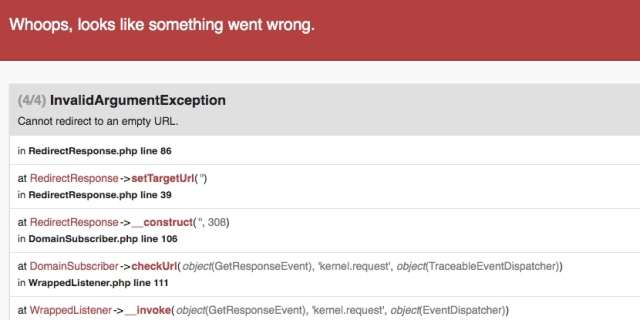 Whoops, looks like something went wrong.
(4/4) InvalidArgumentException
Cannot redirect to an empty URL.
in RedirectResponse.php line 86
at RedirectResponse->setTargetUrl('')
in RedirectResponse.php line 39
at RedirectResponse->__construct('', 308)
in DomainSubscriber.php line 106
at DomainSubscriber->checkUrl(object(GetResponseEvent), 'kernel.request', object(TraceableEventDispatcher))
in WrappedListener.php line 111
at WrappedListener->__invoke(object(GetResponseEvent), 'kernel.request', object(EventDispatcher))